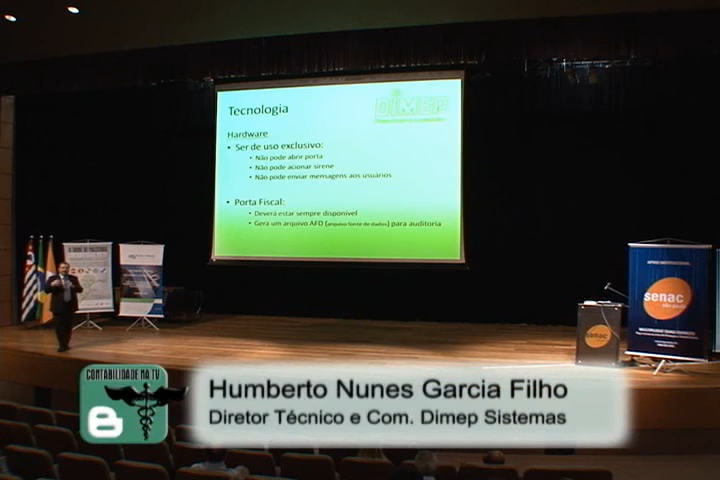 Tecnologia
DIMEP
Hardware
• Ser de uso exclusivo:
• Não pode abrir porta
• Não pode acionar sirene
• Não pode enviar mensagens aos usuários
• Porta Fiscal:
• Deverá estar sempre disponível
• Gera um arquivo AFD (arquivo fonte de dados) para auditoria
senac
senac
são paulo
CONTABILIDADE NA TV
Humberto Nunes Garcia Filho
Diretor Técnico e Com. Dimep Sistemas